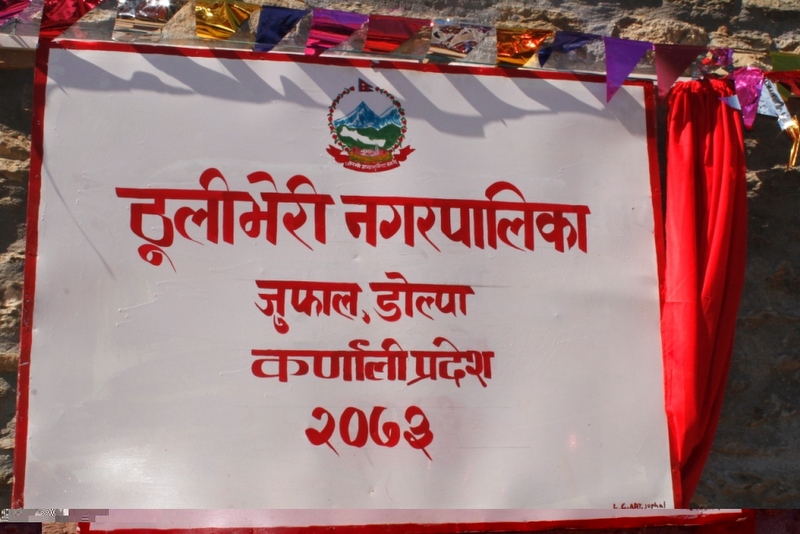 ठूलीभेरी नगरपालिका
जुफाल, डोल्पा
कर्णाली प्रदेश
२०७३